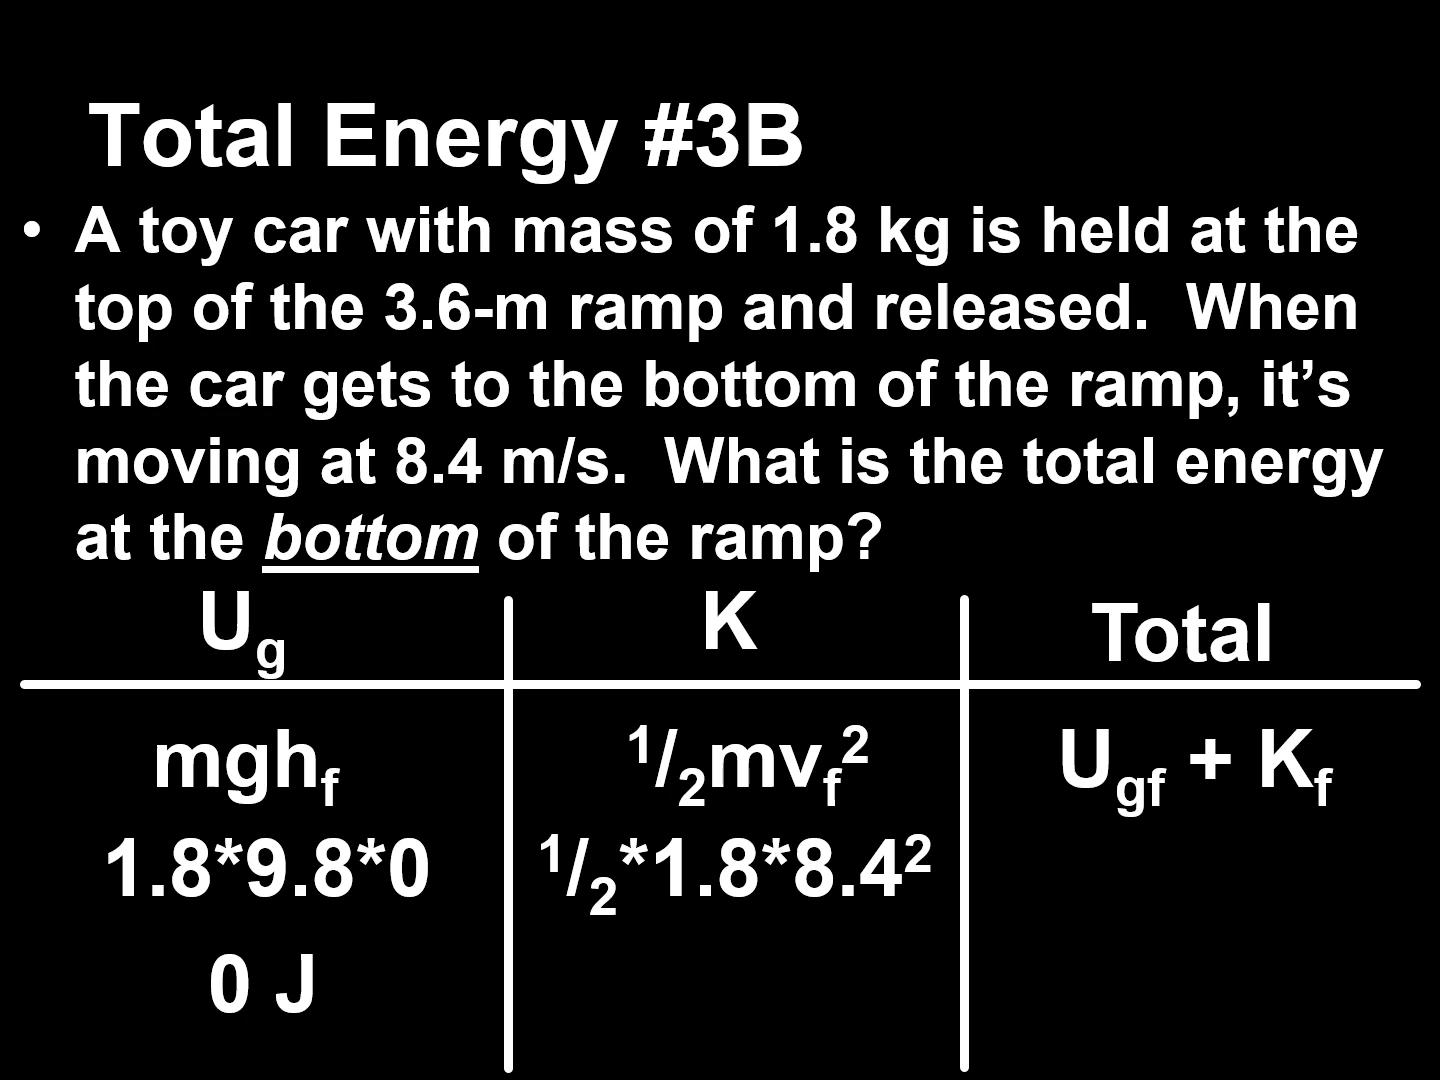 Total Energy #3B
• A toy car with mass of 1.8 kg is held at the
top of the 3.6-m ramp and released. When
the car gets to the bottom of the ramp, it’s
moving at 8.4 m/s. What is the total energy
at the bottom of the ramp?
Ug K Total
mghf 1/2mvf2 Ugf + Kf
1.8*9.8*0 1/2*1.8*8.42
0 J